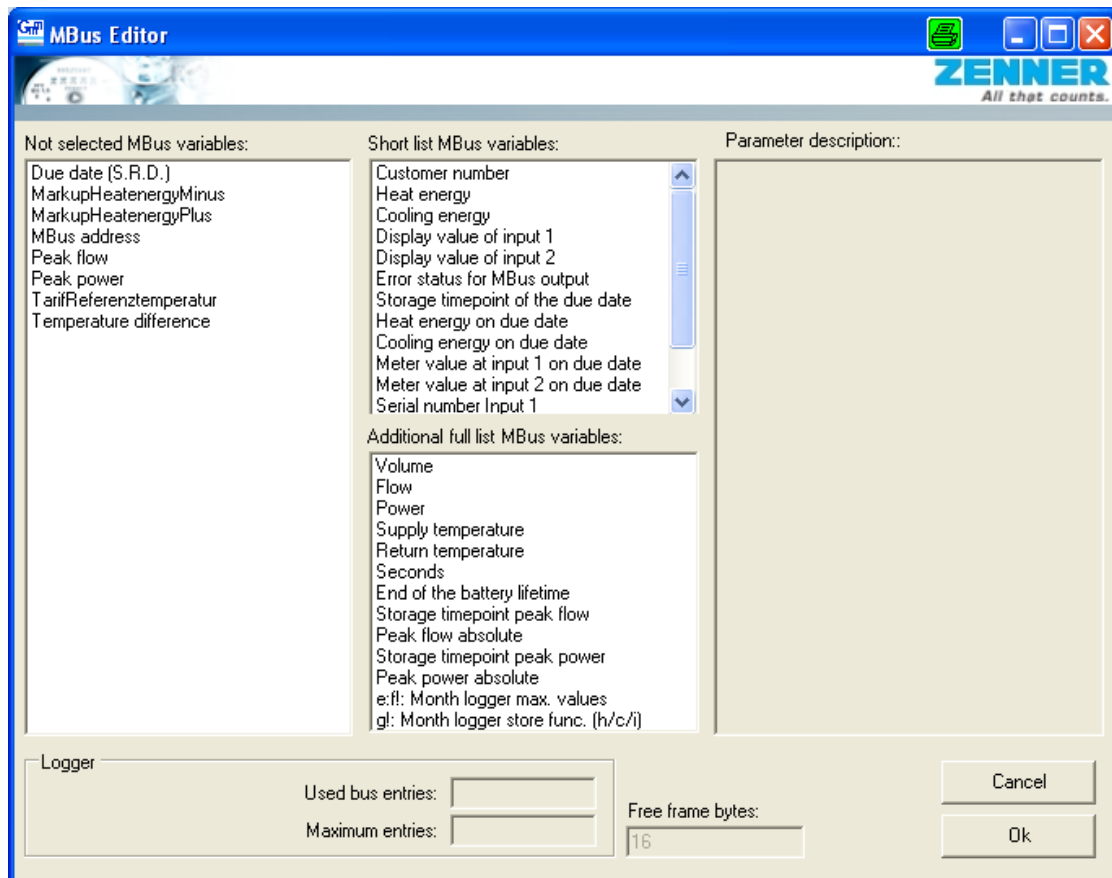 MBus Editor
ZENNER
All that counts.
Not selected MBus variables:
Due date (S.R.D.)
MarkupHeatenergyMinus
MarkupHeatenergyPlus
MBus address
Peak flow
Peak power
TarifReferenztemperatur
Temperature difference
Short list MBus variables:
Customer number
Heat energy
Cooling energy
Display value of input 1
Display value of input 2
Error status for MBus output
Storage timepoint of the due date
Heat energy on due date
Cooling energy on due date
Meter value at input 1 on due date
Meter value at input 2 on due date
Serial number Input 1
Additional full list MBus variables:
Volume
Flow
Power
Supply temperature
Return temperature
Seconds
End of the battery lifetime
Storage timepoint peak flow
Peak flow absolute
Storage timepoint peak power
Peak power absolute
e:f!: Month logger max. values
g!: Month logger store func. (h/c/i)
Parameter description::
Logger
Used bus entries:
Maximum entries:
Free frame bytes:
16
Cancel
Ok